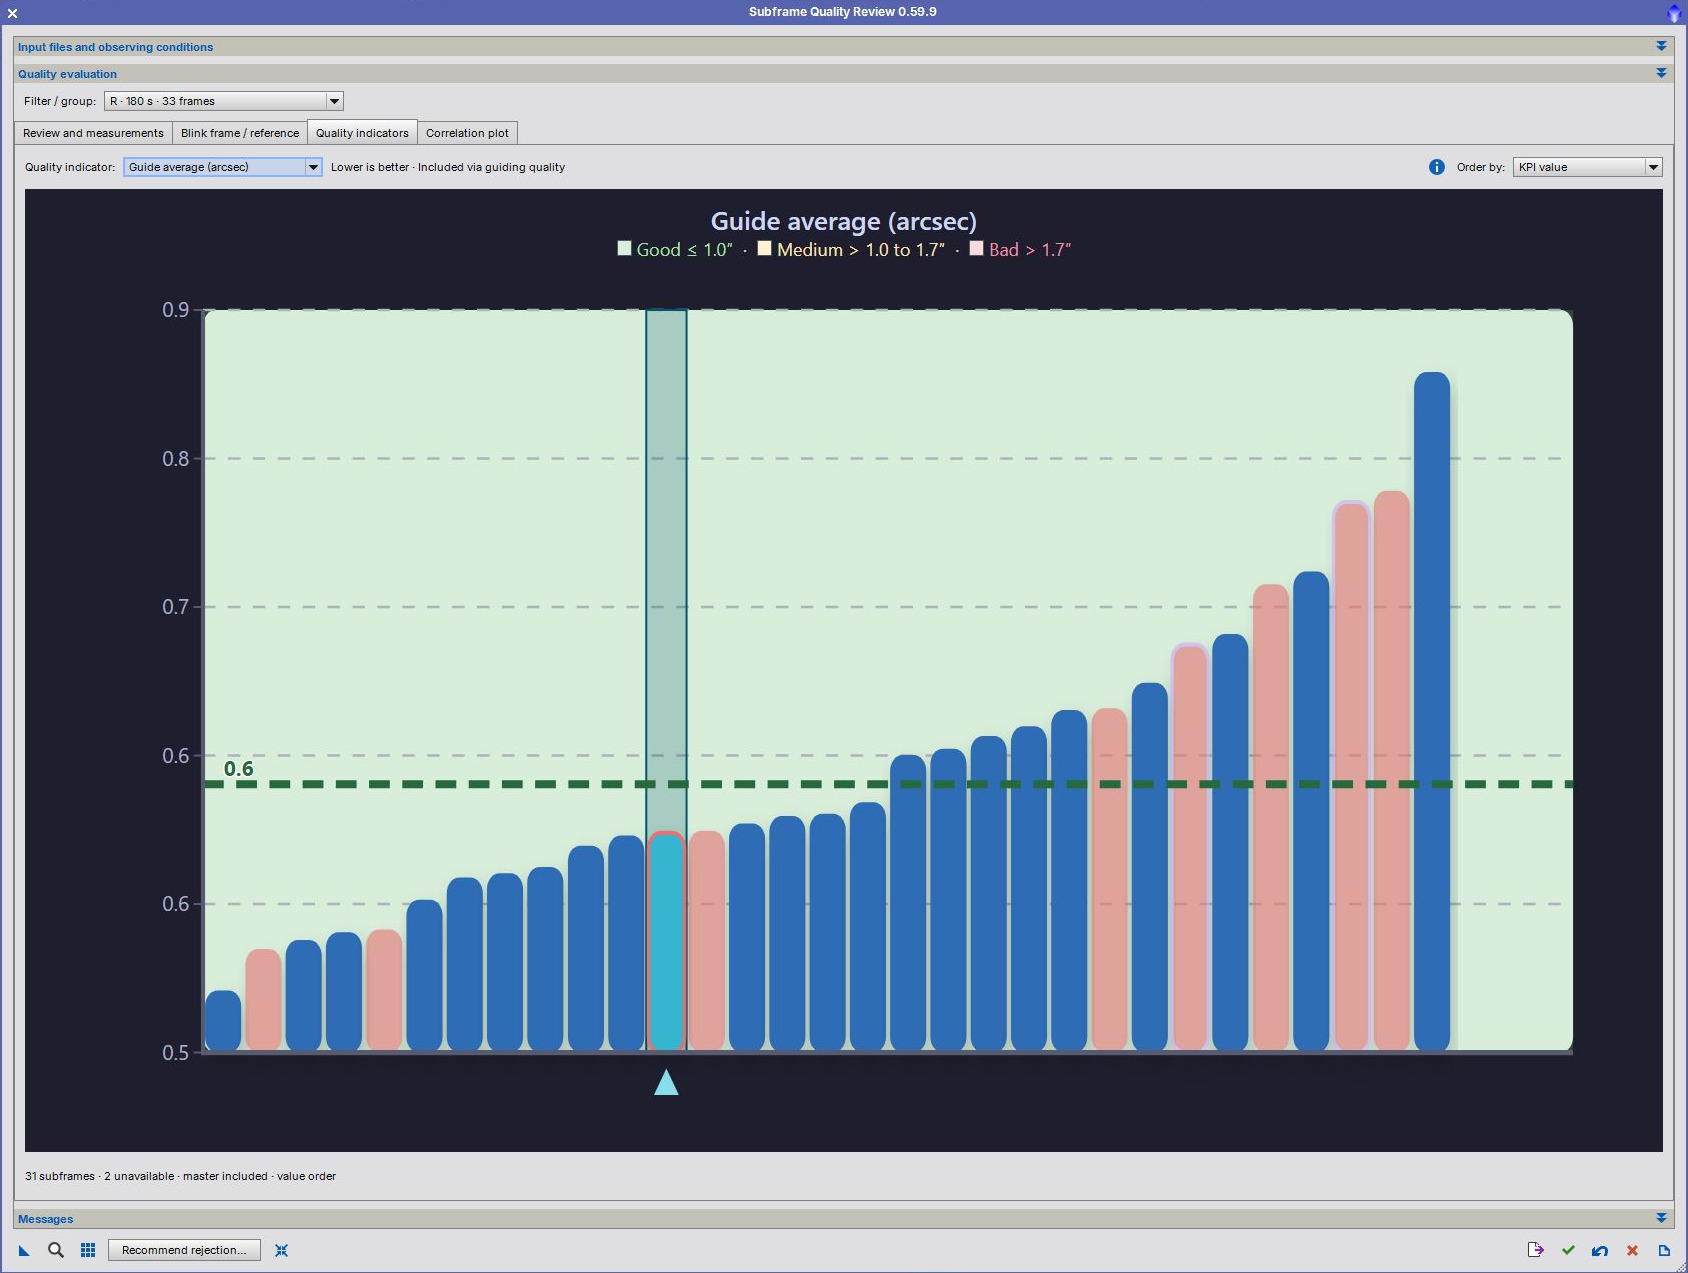 Subframe Quality Review 0.59.9
Input files and observing conditions
Quality evaluation
Filter / group: R · 180 s · 33 frames
Review and measurements Blink frame / reference Quality indicators Correlation plot
Quality indicator: Guide average (arcsec) Lower is better · Included via guiding quality Order by: KPI value
Guide average (arcsec)
Good ≤ 1.0″ · Medium > 1.0 to 1.7″ · Bad > 1.7″
0.9
0.8
0.7
0.6
0.6
0.6
0.5
31 subframes · 2 unavailable · master included · value order
Messages
Recommend rejection...